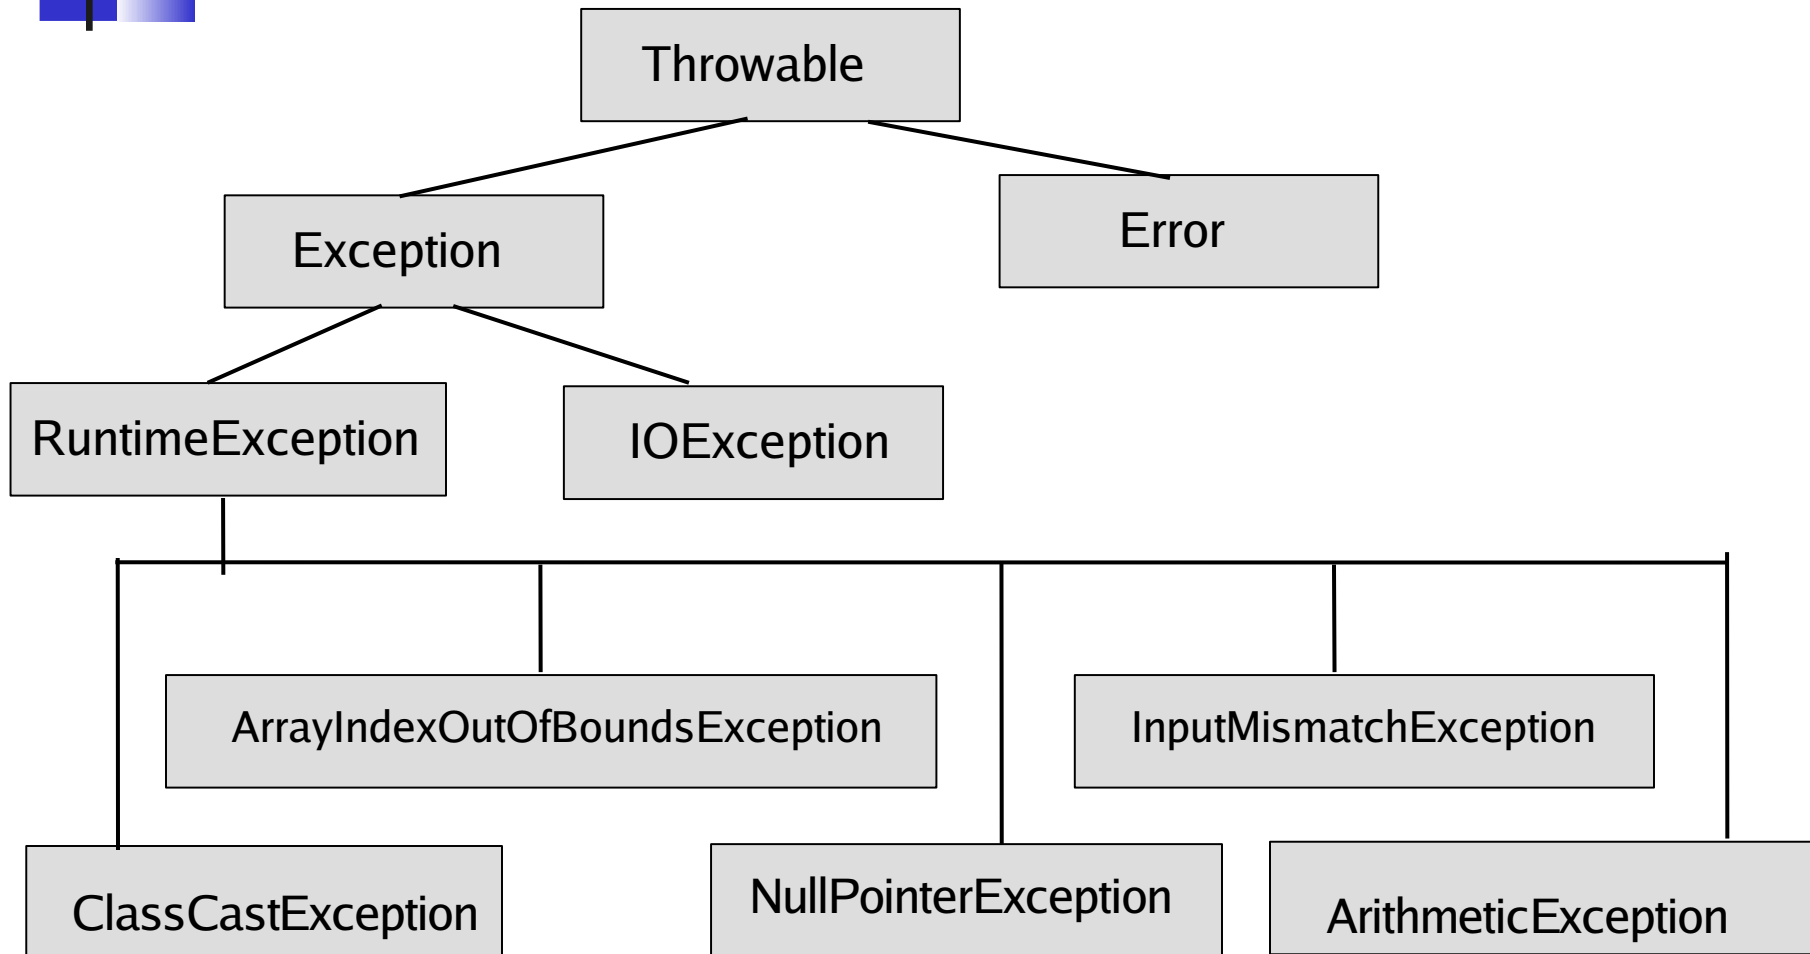 Throwable
Exception
Error
RuntimeException
IOException
ArrayIndexOutOfBoundsException
InputMismatchException
ClassCastException
NullPointerException
ArithmeticException